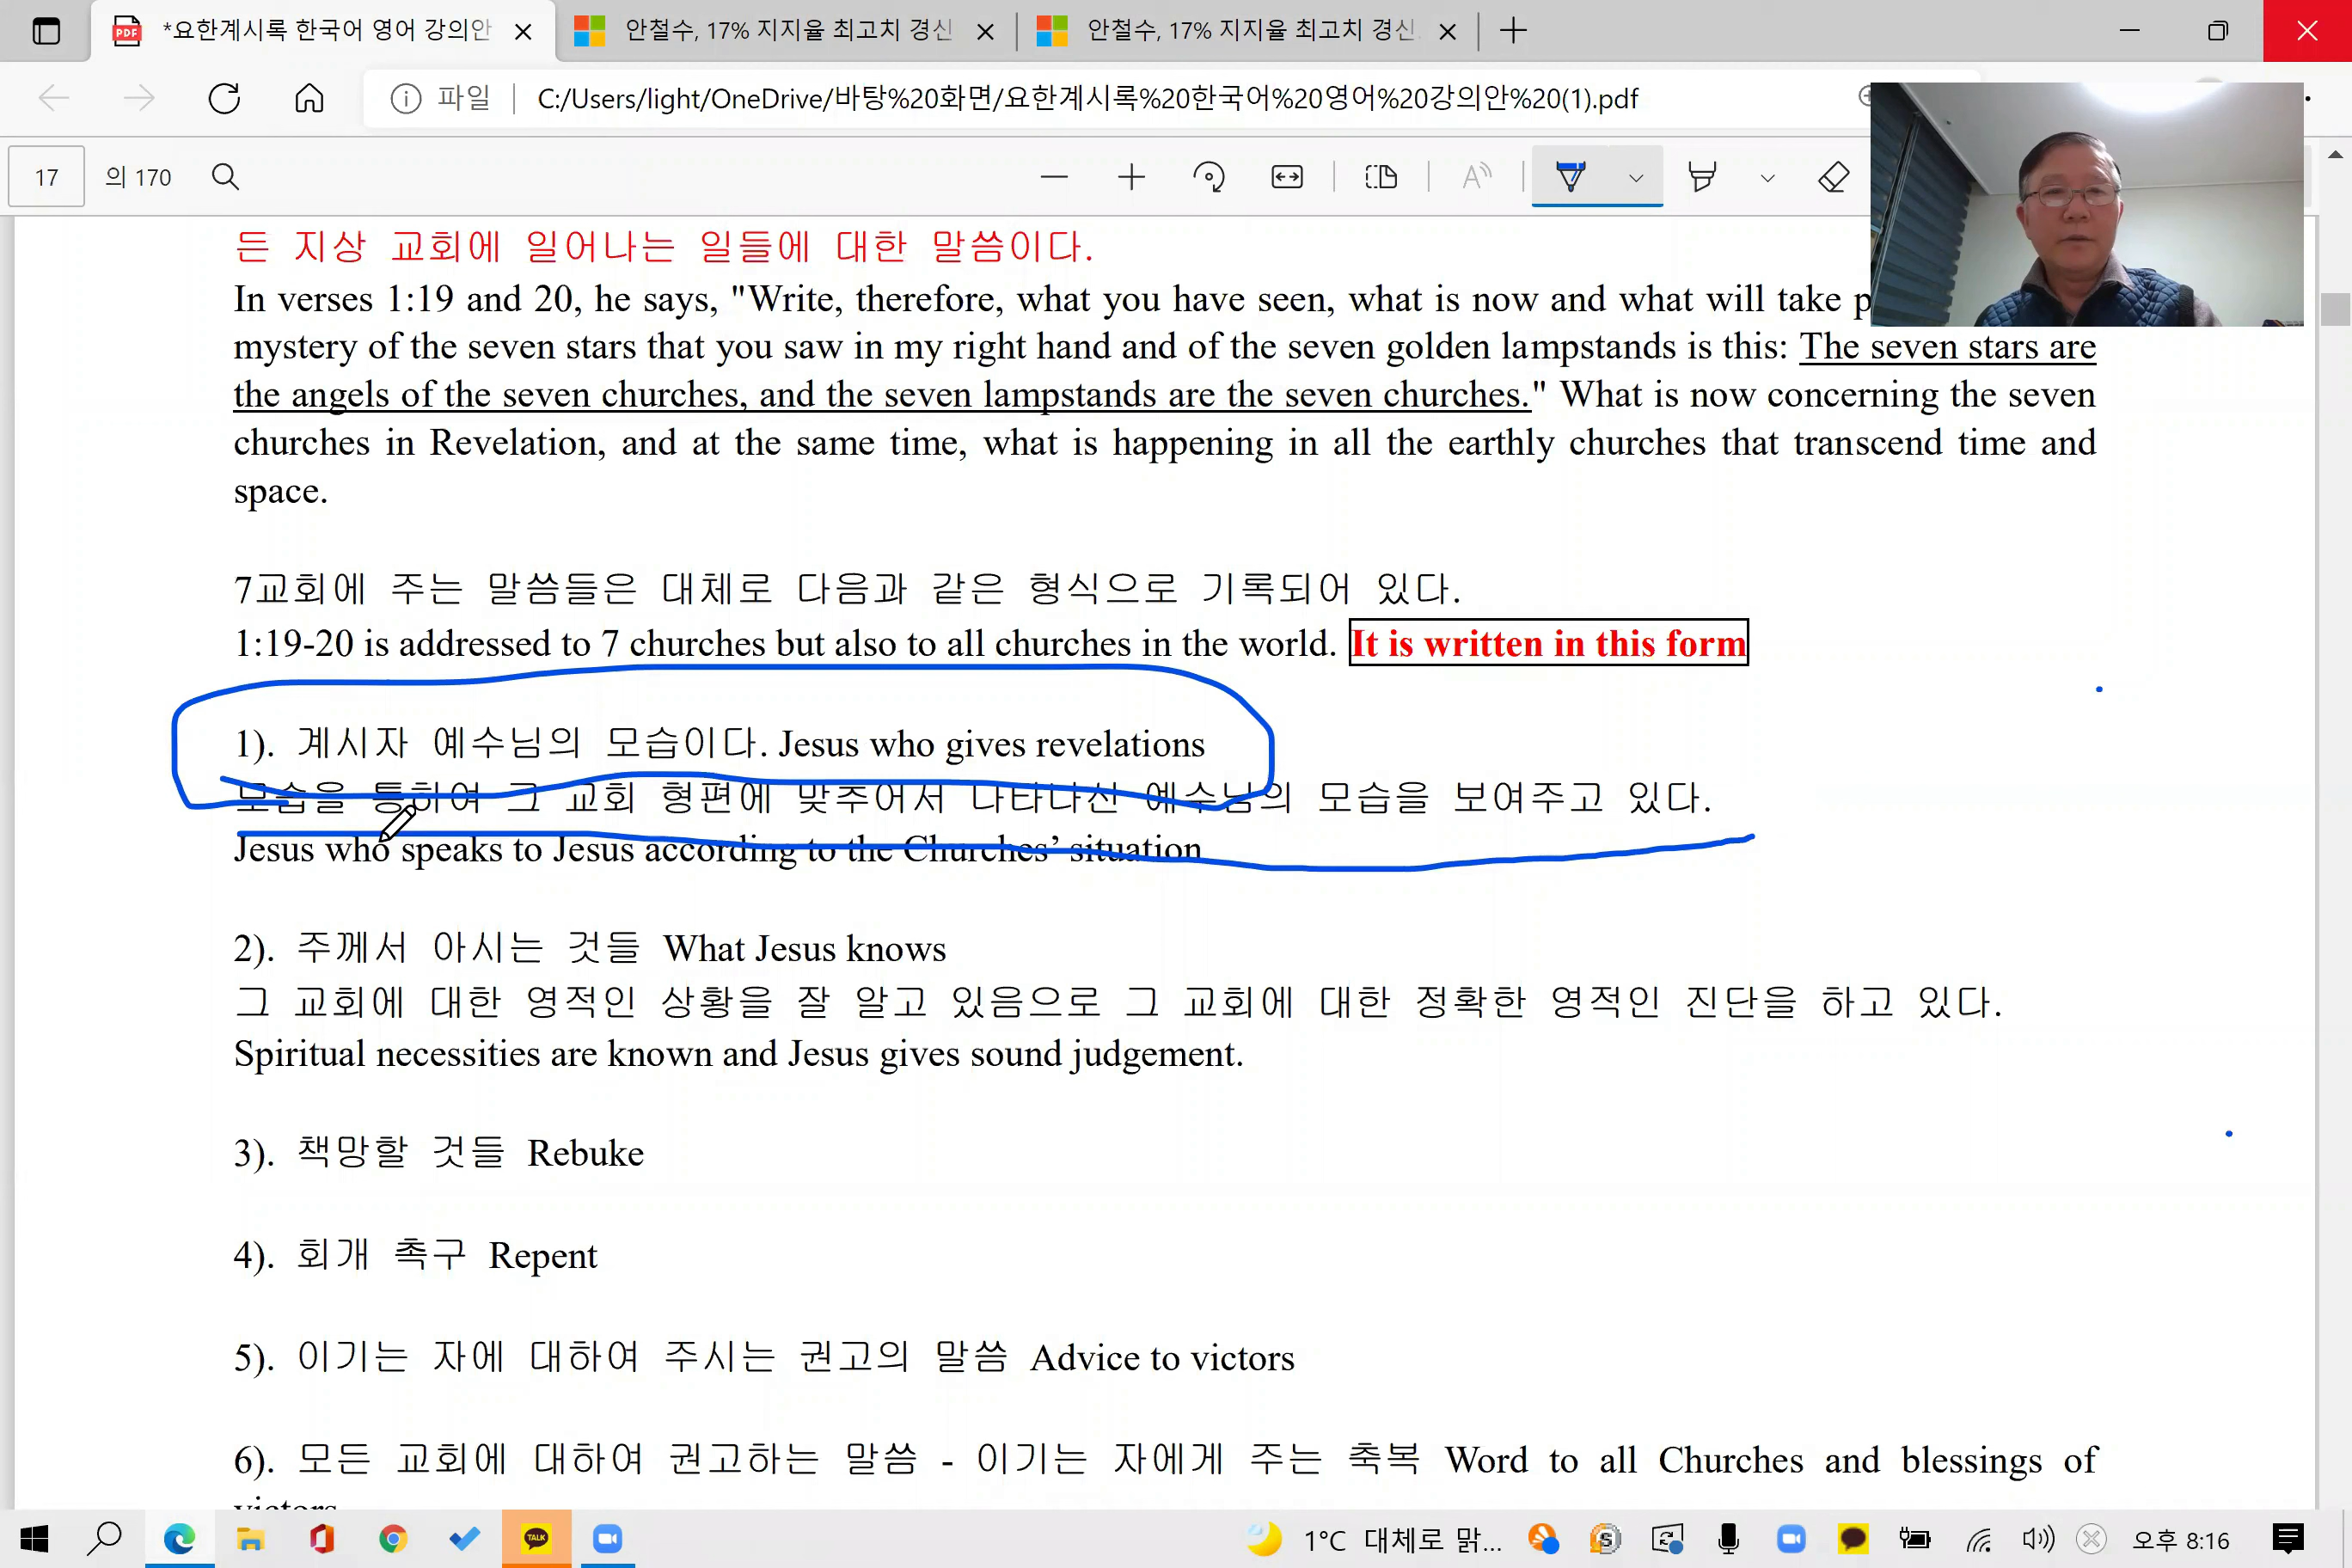 *요한계시록 한국어 영어 강의안
안철수, 17% 지지율 최고치 경신
안철수, 17% 지지율 최고치 경신
파일 C:/Users/light/OneDrive/바탕%20화면/요한계시록%20한국어%20영어%20강의안%20(1).pdf
17 의 170
든 지상 교회에 일어나는 일들에 대한 말씀이다.
In verses 1:19 and 20, he says, "Write, therefore, what you have seen, what is now and what will take
mystery of the seven stars that you saw in my right hand and of the seven golden lampstands is this: The seven stars are
the angels of the seven churches, and the seven lampstands are the seven churches." What is now concerning the seven
churches in Revelation, and at the same time, what is happening in all the earthly churches that transcend time and
space.
7교회에 주는 말씀들은 대체로 다음과 같은 형식으로 기록되어 있다.
1:19-20 is addressed to 7 churches but also to all churches in the world. It is written in this form
1). 계시자 예수님의 모습이다. Jesus who gives revelations
모습을 통하여 그 교회 형편에 맞추어서 나타나신 예수님의 모습을 보여주고 있다.
Jesus who speaks to Jesus according to the Churches’ situation
2). 주께서 아시는 것들 What Jesus knows
그 교회에 대한 영적인 상황을 잘 알고 있음으로 그 교회에 대한 정확한 영적인 진단을 하고 있다.
Spiritual necessities are known and Jesus gives sound judgement.
3). 책망할 것들 Rebuke
4). 회개 촉구 Repent
5). 이기는 자에 대하여 주시는 권고의 말씀 Advice to victors
6). 모든 교회에 대하여 권고하는 말씀 - 이기는 자에게 주는 축복 Word to all Churches and blessings of
victors
TALK
1°C 대체로 맑...
오후 8:16